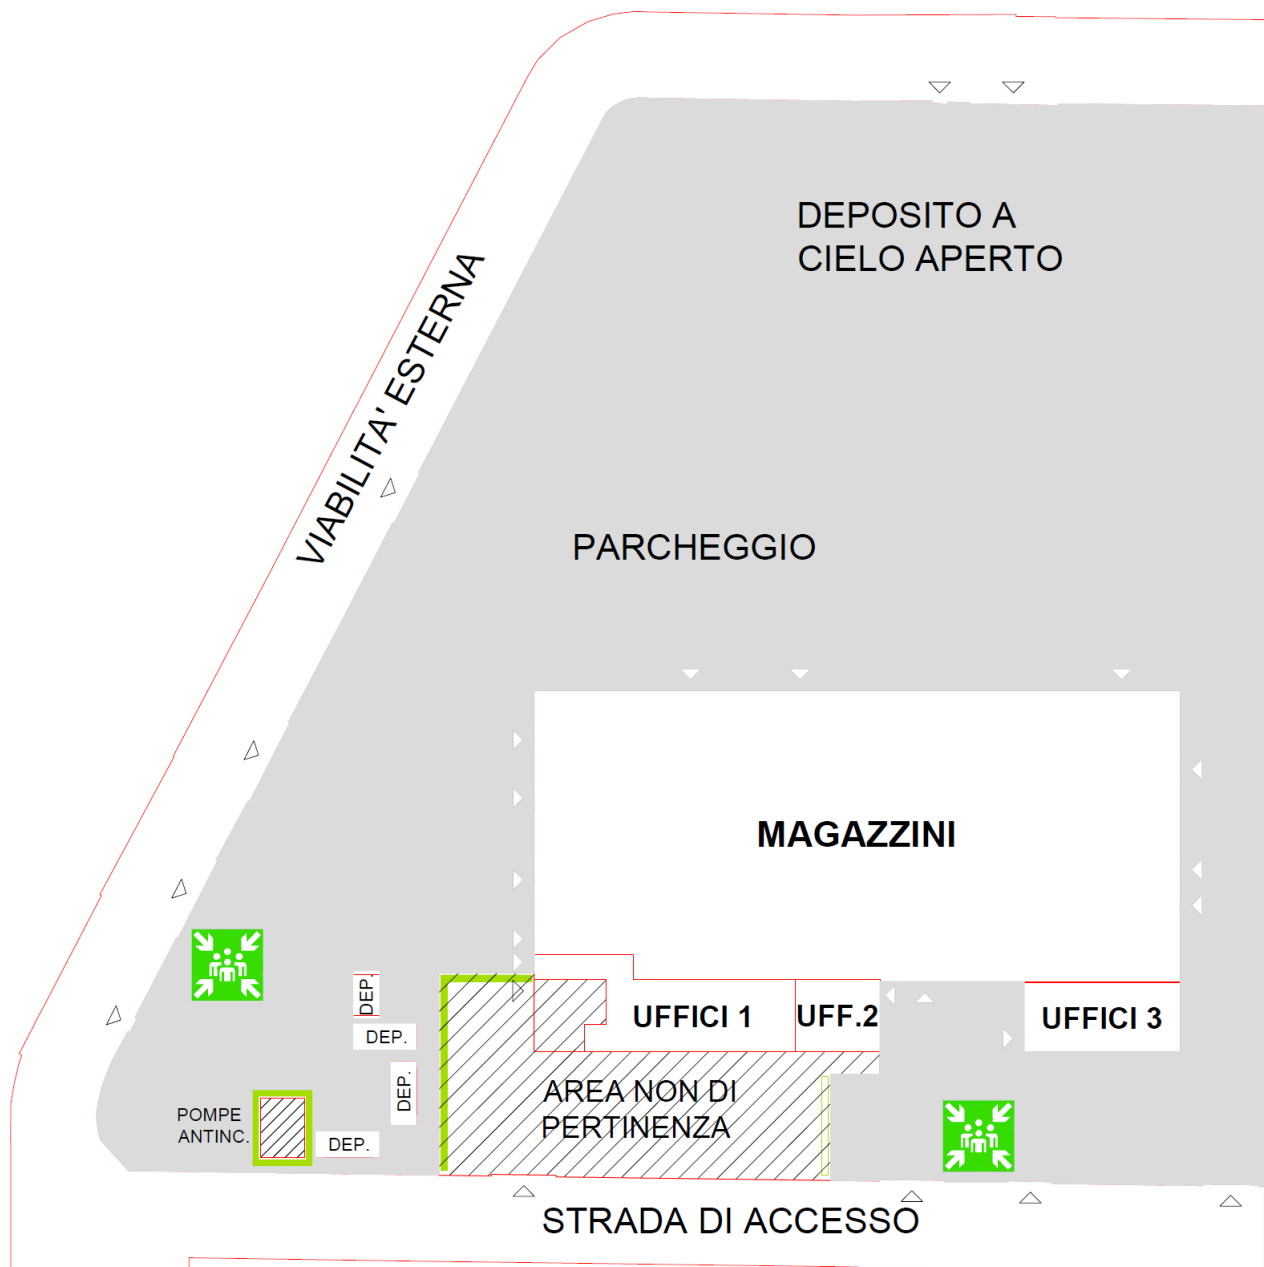 DEPOSITO A
CIELO APERTO
VIABILITA' ESTERNA
PARCHEGGIO
MAGAZZINI
UFFICI 1
UFF.2
UFFICI 3
DEP.
DEP.
DEP.
DEP.
POMPE
ANTINC.
AREA NON DI
PERTINENZA
STRADA DI ACCESSO